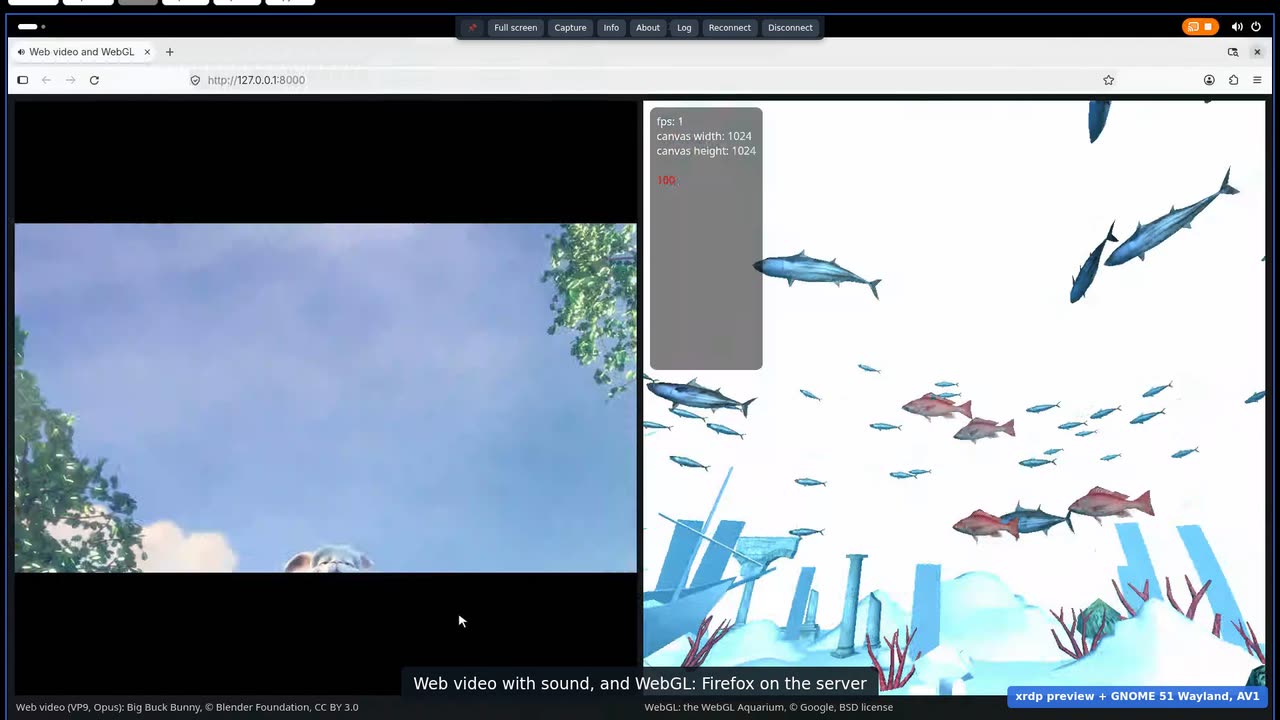 Full screen
Capture
Info
About
Log
Reconnect
Disconnect
Web video and WebGL
http://127.0.0.1:8000
fps: 1
canvas width: 1024
canvas height: 1024
100
Web video with sound, and WebGL: Firefox on the server
xrdp preview + GNOME 51 Wayland, AV1
Web video (VP9, Opus): Big Buck Bunny, © Blender Foundation, CC BY 3.0
WebGL: the WebGL Aquarium, © Google, BSD license